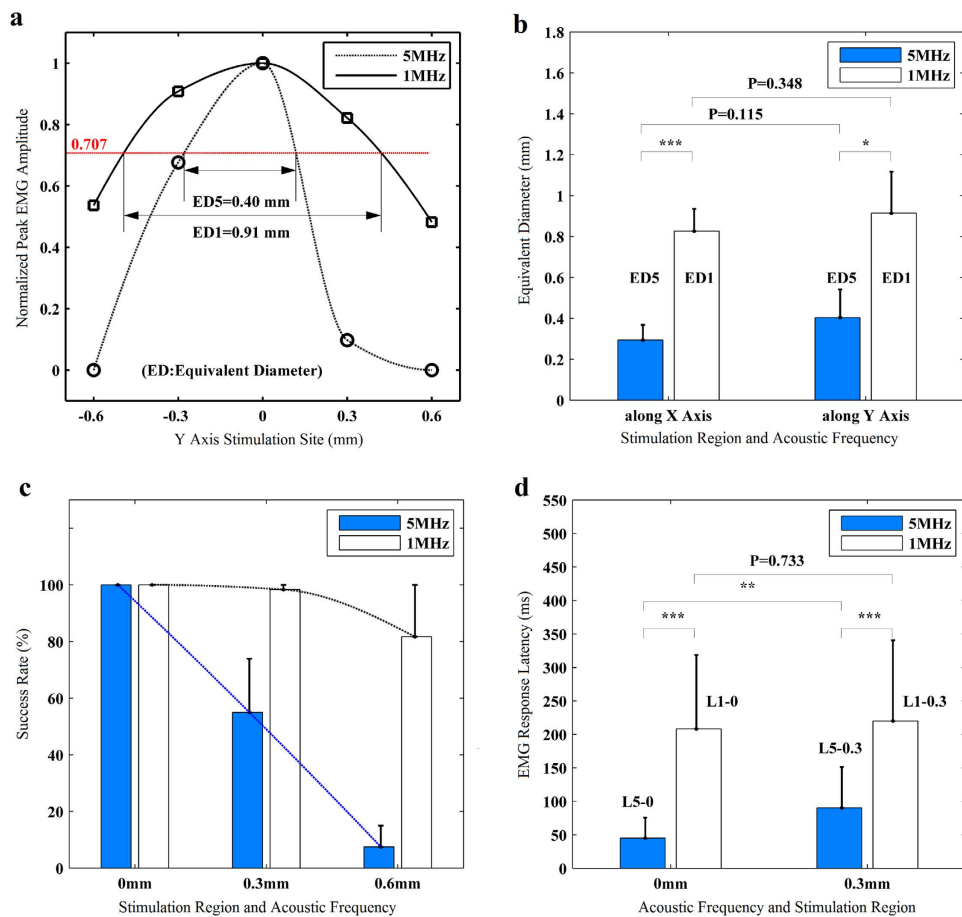 a
5MHz
1MHz
1
0.8
0.6
0.4
0.2
0
0.707
ED5=0.40 mm
ED1=0.91 mm
(ED:Equivalent Diameter)
-0.6 -0.3 0 0.3 0.6
Y Axis Stimulation Site (mm)
Normalized Peak EMG Amplitude
b
5MHz
1MHz
1.8
1.6
1.4
1.2
1
0.8
0.6
0.4
0.2
0
P=0.348
P=0.115
*** *
ED5 ED1 ED5 ED1
along X Axis along Y Axis
Stimulation Region and Acoustic Frequency
Equivalent Diameter (mm)
c
5MHz
1MHz
100
80
60
40
20
0
0mm 0.3mm 0.6mm
Stimulation Region and Acoustic Frequency
Success Rate (%)
d
5MHz
1MHz
550
500
450
400
350
300
250
200
150
100
50
0
P=0.733
**
*** ***
L5-0 L1-0 L5-0.3 L1-0.3
0mm 0.3mm
Acoustic Frequency and Stimulation Region
EMG Response Latency (ms)